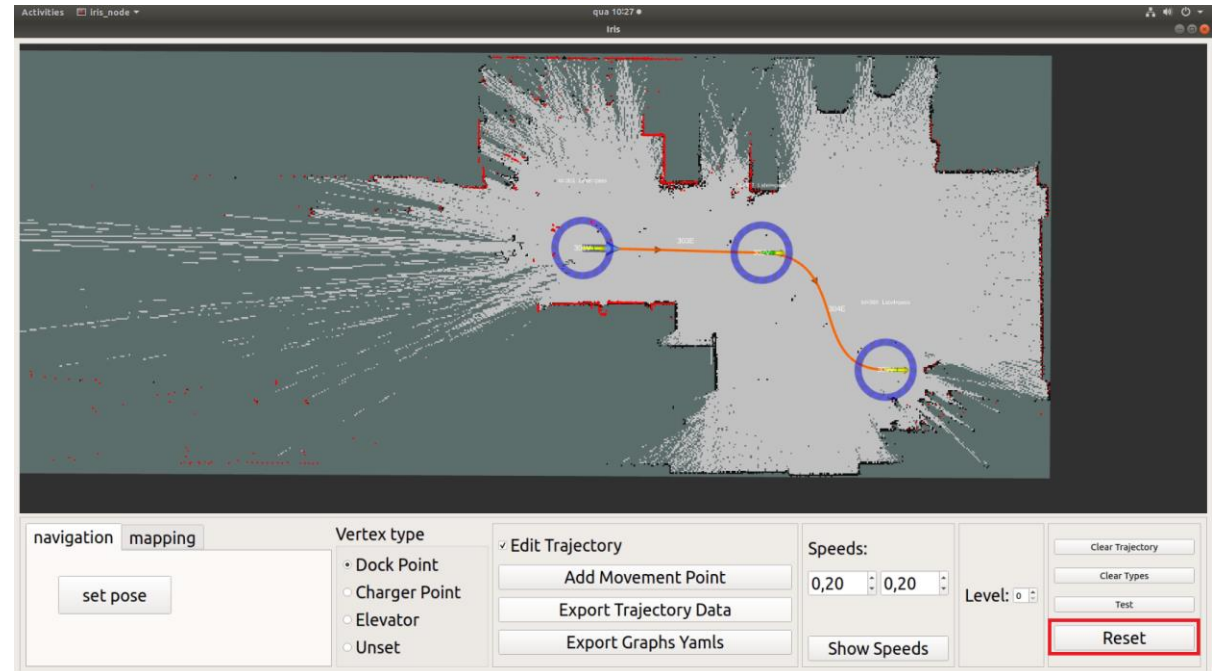 Activities iris_node
qua 10:27
Iris
303E
304E
navigation mapping
set pose
Vertex type
Dock Point
Charger Point
Elevator
Unset
Edit Trajectory
Add Movement Point
Export Trajectory Data
Export Graphs Yamls
Speeds:
0,20 0,20
Show Speeds
Level: 0
Clear Trajectory
Clear Types
Test
Reset